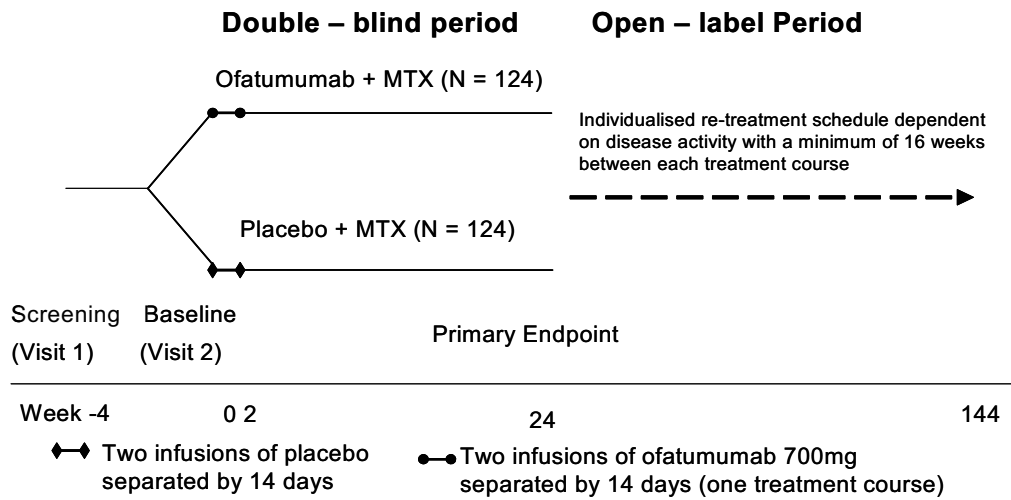 Double – blind period
Open – label Period
Ofatumumab + MTX (N = 124)
Individualised re-treatment schedule dependent
on disease activity with a minimum of 16 weeks
between each treatment course
Placebo + MTX (N = 124)
Screening
(Visit 1)
Baseline
(Visit 2)
Primary Endpoint
Week -4
0 2
24
144
Two infusions of placebo
separated by 14 days
Two infusions of ofatumumab 700mg
separated by 14 days (one treatment course)